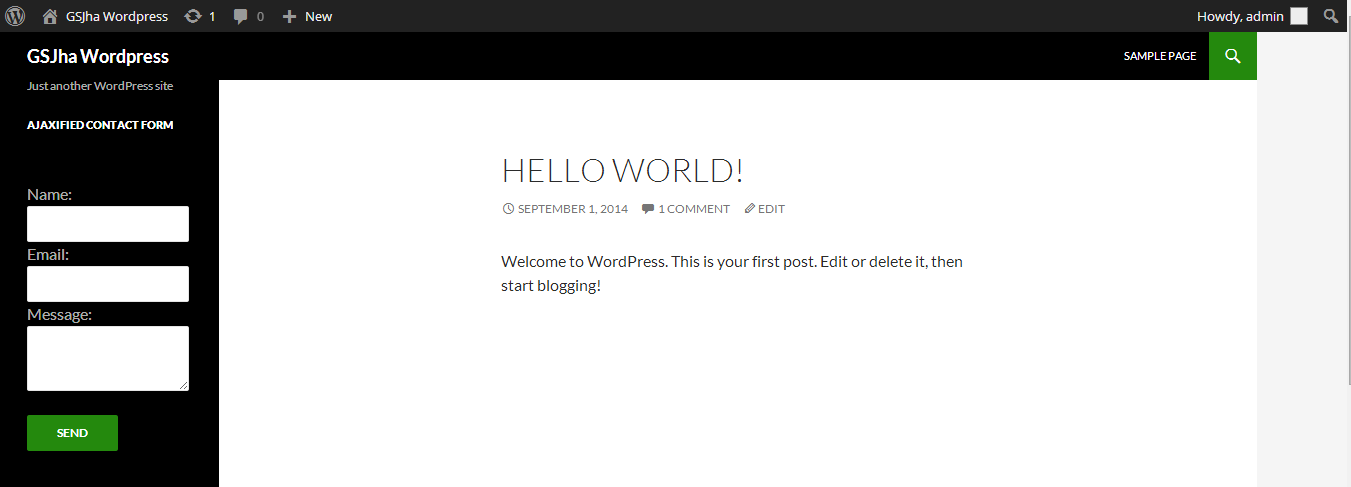 GSJha Wordpress 1 0 New Howdy, admin
GSJha Wordpress
SAMPLE PAGE
Just another WordPress site
AJAXIFIED CONTACT FORM
Name:
Email:
Message:
SEND
HELLO WORLD!
SEPTEMBER 1, 2014 1 COMMENT EDIT
Welcome to WordPress. This is your first post. Edit or delete it, then
start blogging!